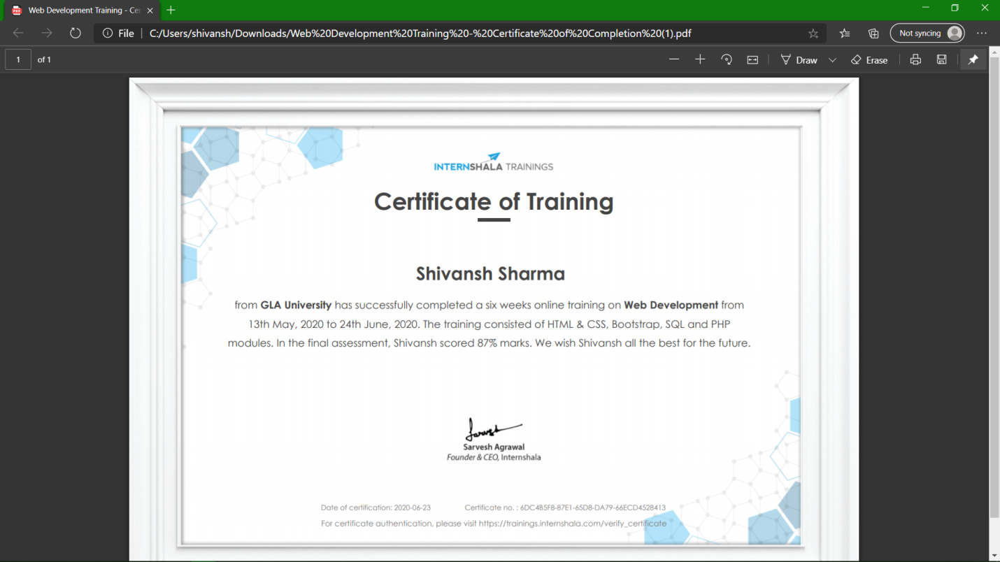 Web Development Training - Cer
File
C:/Users/shivansh/Downloads/Web%20Development%20Training%20-%20Certificate%20of%20Completion%20(1).pdf
Not syncing
1 of 1
Draw
Erase
INTERNSHALA TRAININGS
Certificate of Training
Shivansh Sharma
from GLA University has successfully completed a six weeks online training on Web Development from
13th May, 2020 to 24th June, 2020. The training consisted of HTML & CSS, Bootstrap, SQL and PHP
modules. In the final assessment, Shivansh scored 87% marks. We wish Shivansh all the best for the future.
Sarvesh
Sarvesh Agrawal
Founder & CEO, Internshala
Date of certification: 2020-06-23 Certificate no. : 6DC4B5F8-87E1-65D8-DA79-66ECD4528413
For certificate authentication, please visit https://trainings.internshala.com/verify_certificate